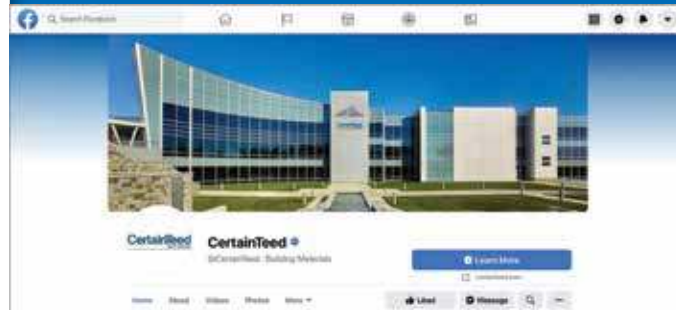 Search Facebook
CertainTeed
CertainTeed
@CertainTeed · Building Materials
Learn More
Home About Videos Photos More
Liked Message